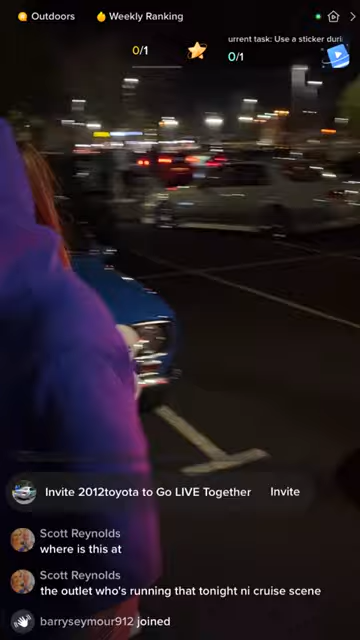 Outdoors
Weekly Ranking
0/1
urrent task: Use a sticker duri
0/1
Invite 2012toyota to Go LIVE Together
Invite
Scott Reynolds
where is this at
Scott Reynolds
the outlet who's running that tonight ni cruise scene
barryseymour912 joined